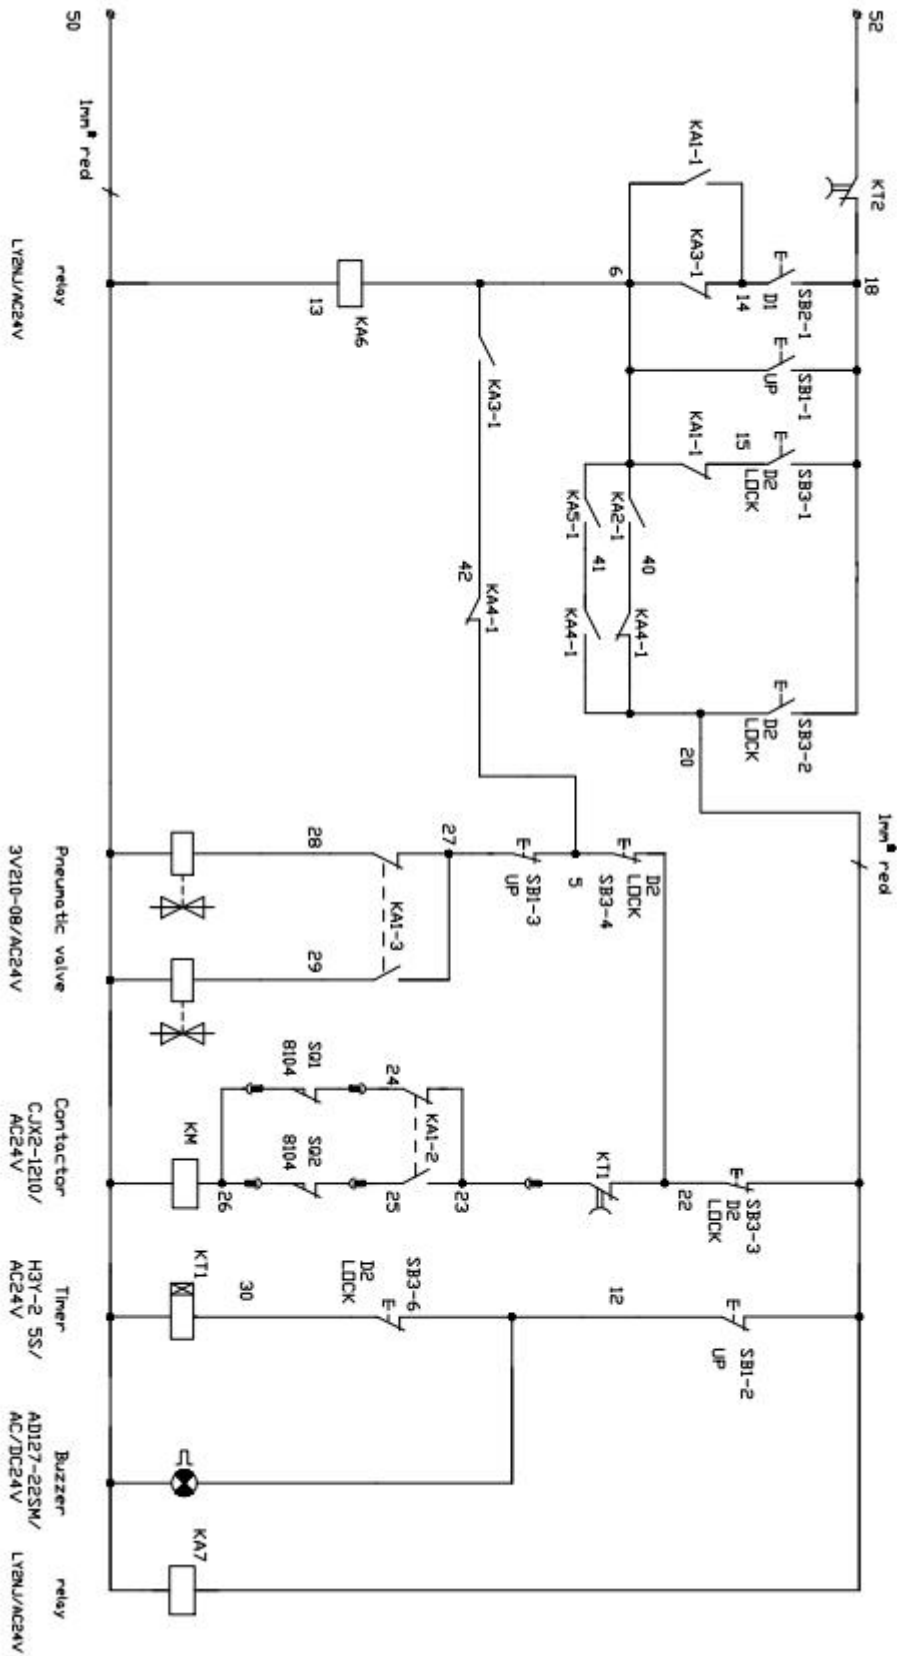 52
KT2
18
1mm² red
SB2-1
D1
14
KA3-1
KA1-1
6
SB1-1
UP
SB3-1
D2
LOCK
15
KA1-1
SB3-2
D2
LOCK
20
40
KA2-1
KA4-1
41
KA5-1
KA4-1
KA3-1
42
KA4-1
KA6
13
D2
LOCK
SB3-4
5
SB1-3
UP
27
KA1-3
28
29
SB3-3
D2
LOCK
22
KT1
23
KA1-2
24
25
SQ1
8104
SQ2
8104
26
KM
SB1-2
UP
12
SB3-6
D2
LOCK
30
KT1
KA7
50
1mm² red
relay
LY2NJ/AC24V
Pneumatic valve
3V210-08/AC24V
Contactor
CJX2-1210/
AC24V
Timer
H3Y-2 5S/
AC24V
Buzzer
AD127-22SM/
AC/DC24V
relay
LY2NJ/AC24V